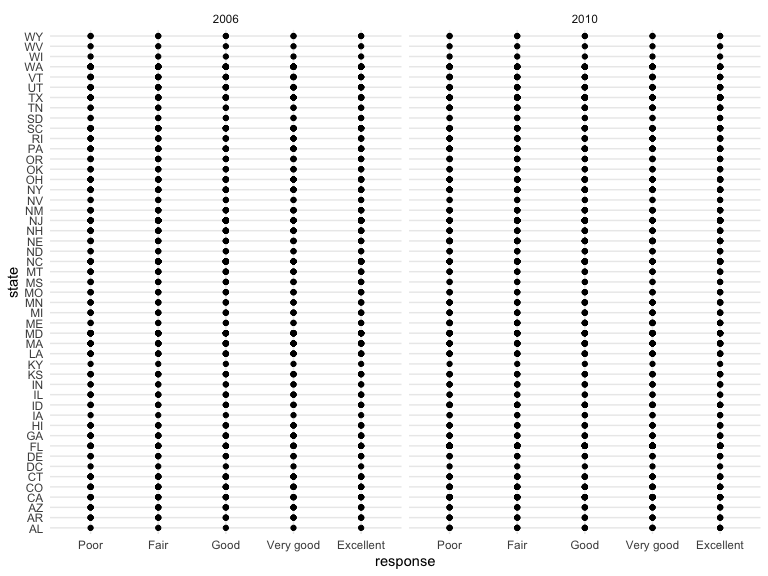 2006 2010
WY
WV
WI
WA
VT
UT
TX
TN
SD
SC
RI
PA
OR
OK
OH
NY
NV
NM
NJ
NH
NE
ND
NC
MT
MS
MO
MN
MI
ME
MD
MA
LA
KY
KS
IN
IL
ID
IA
HI
GA
FL
DE
DC
CT
CO
CA
AZ
AR
AL
state
Poor Fair Good Very good Excellent Poor Fair Good Very good Excellent
response